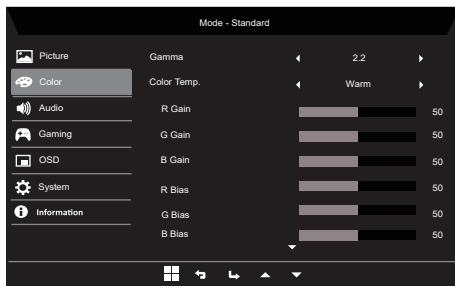 Mode - Standard
Picture
Gamma 2.2
Color
Color Temp. Warm
Audio
R Gain 50
Gaming
G Gain 50
OSD
B Gain 50
System
R Bias 50
Information
G Bias 50
B Bias 50